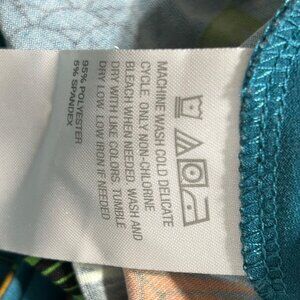 MACHINE WASH COLD DELICATE
CYCLE. ONLY NON-CHLORINE
BLEACH WHEN NEEDED. WASH AND
DRY WITH LIKE COLORS. TUMBLE
DRY LOW. LOW IRON IF NEEDED
95% POLYESTER
5% SPANDEX